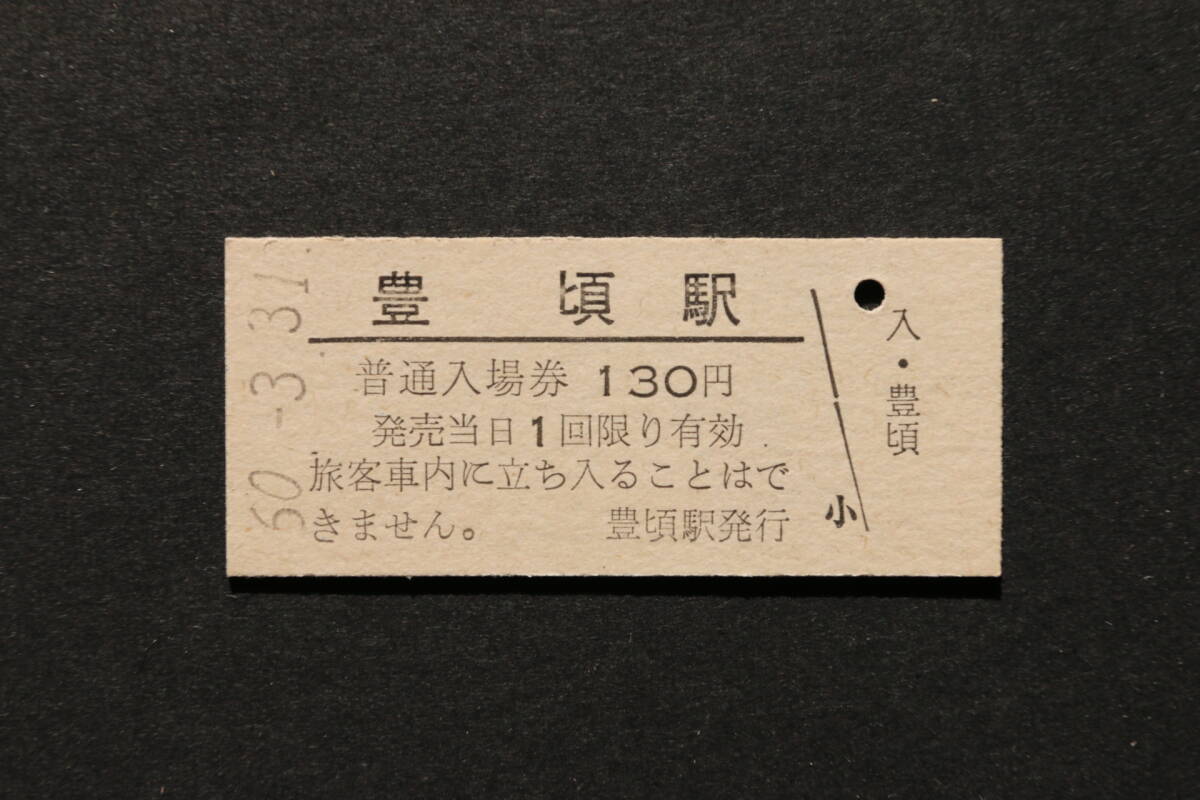 豊頃駅
普通入場券 130円
発売当日1回限り有効
旅客車内に立ち入ることはで
きません。 豊頃駅発行
小
入・豊頃
60.-3.31